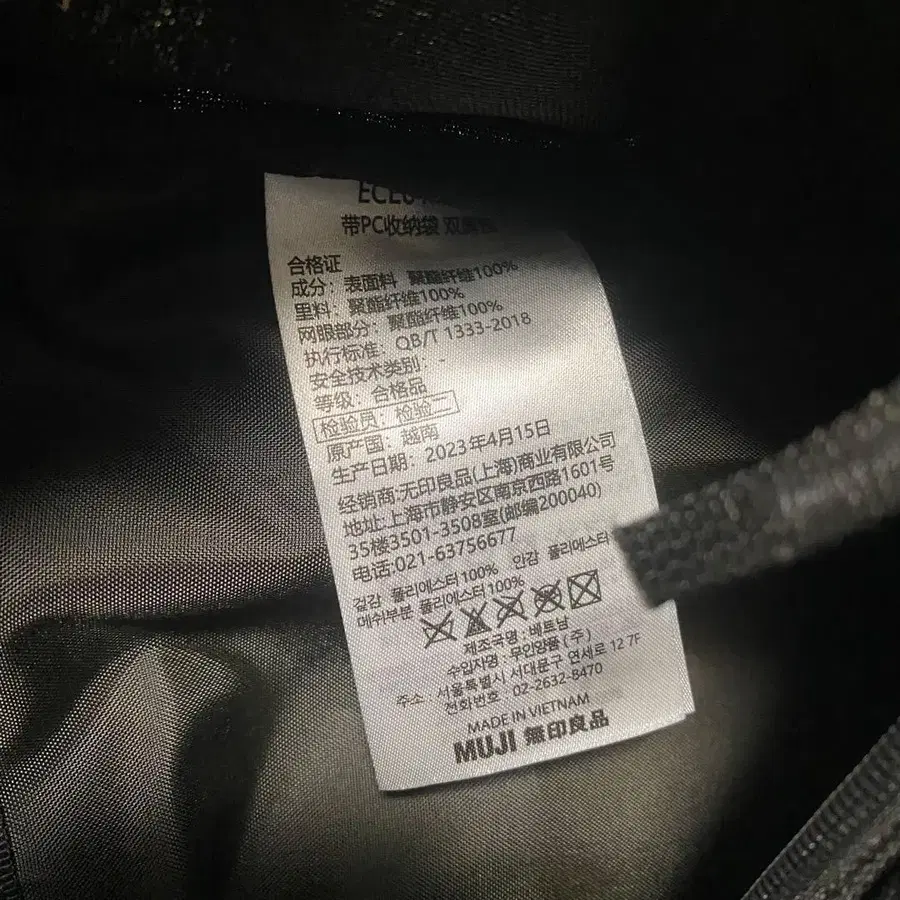 带PC收纳袋 双肩
合格证
成分：表面料 聚酯纤维100%
里料：聚酯纤维100%
网眼部分：聚酯纤维100%
执行标准：QB/T 1333-2018
安全技术类别：-
等级：合格品
检验员：检验二
原产国：越南
生产日期：2023年4月15日
经销商:无印良品(上海)商业有限公司
地址:上海市静安区南京西路1601号
35楼3501-3508室(邮编200040)
电话:021-63756677
겉감 폴리에스터100% 안감 폴리에스터
메쉬부분 폴리에스터100%
제조국명 : 베트남
수입자명 : 무인양품 (주)
주소 : 서울특별시 서대문구 연세로 12 7F
전화번호 : 02-2632-8470
MADE IN VIETNAM
MUJI 無印良品